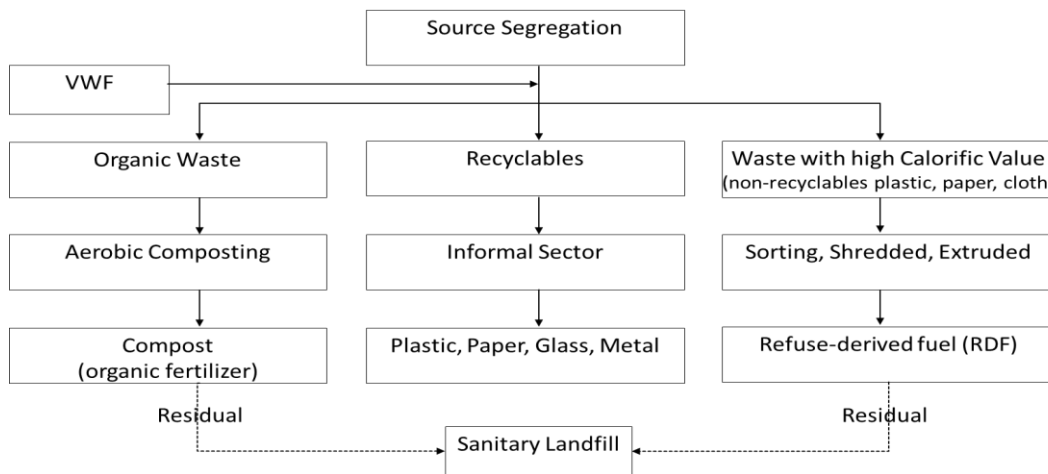 Source Segregation
VWF
Organic Waste
Recyclables
Waste with high Calorific Value
(non-recyclables plastic, paper, cloth
Aerobic Composting
Informal Sector
Sorting, Shredded, Extruded
Compost
(organic fertilizer)
Plastic, Paper, Glass, Metal
Refuse-derived fuel (RDF)
Residual
Residual
Sanitary Landfill